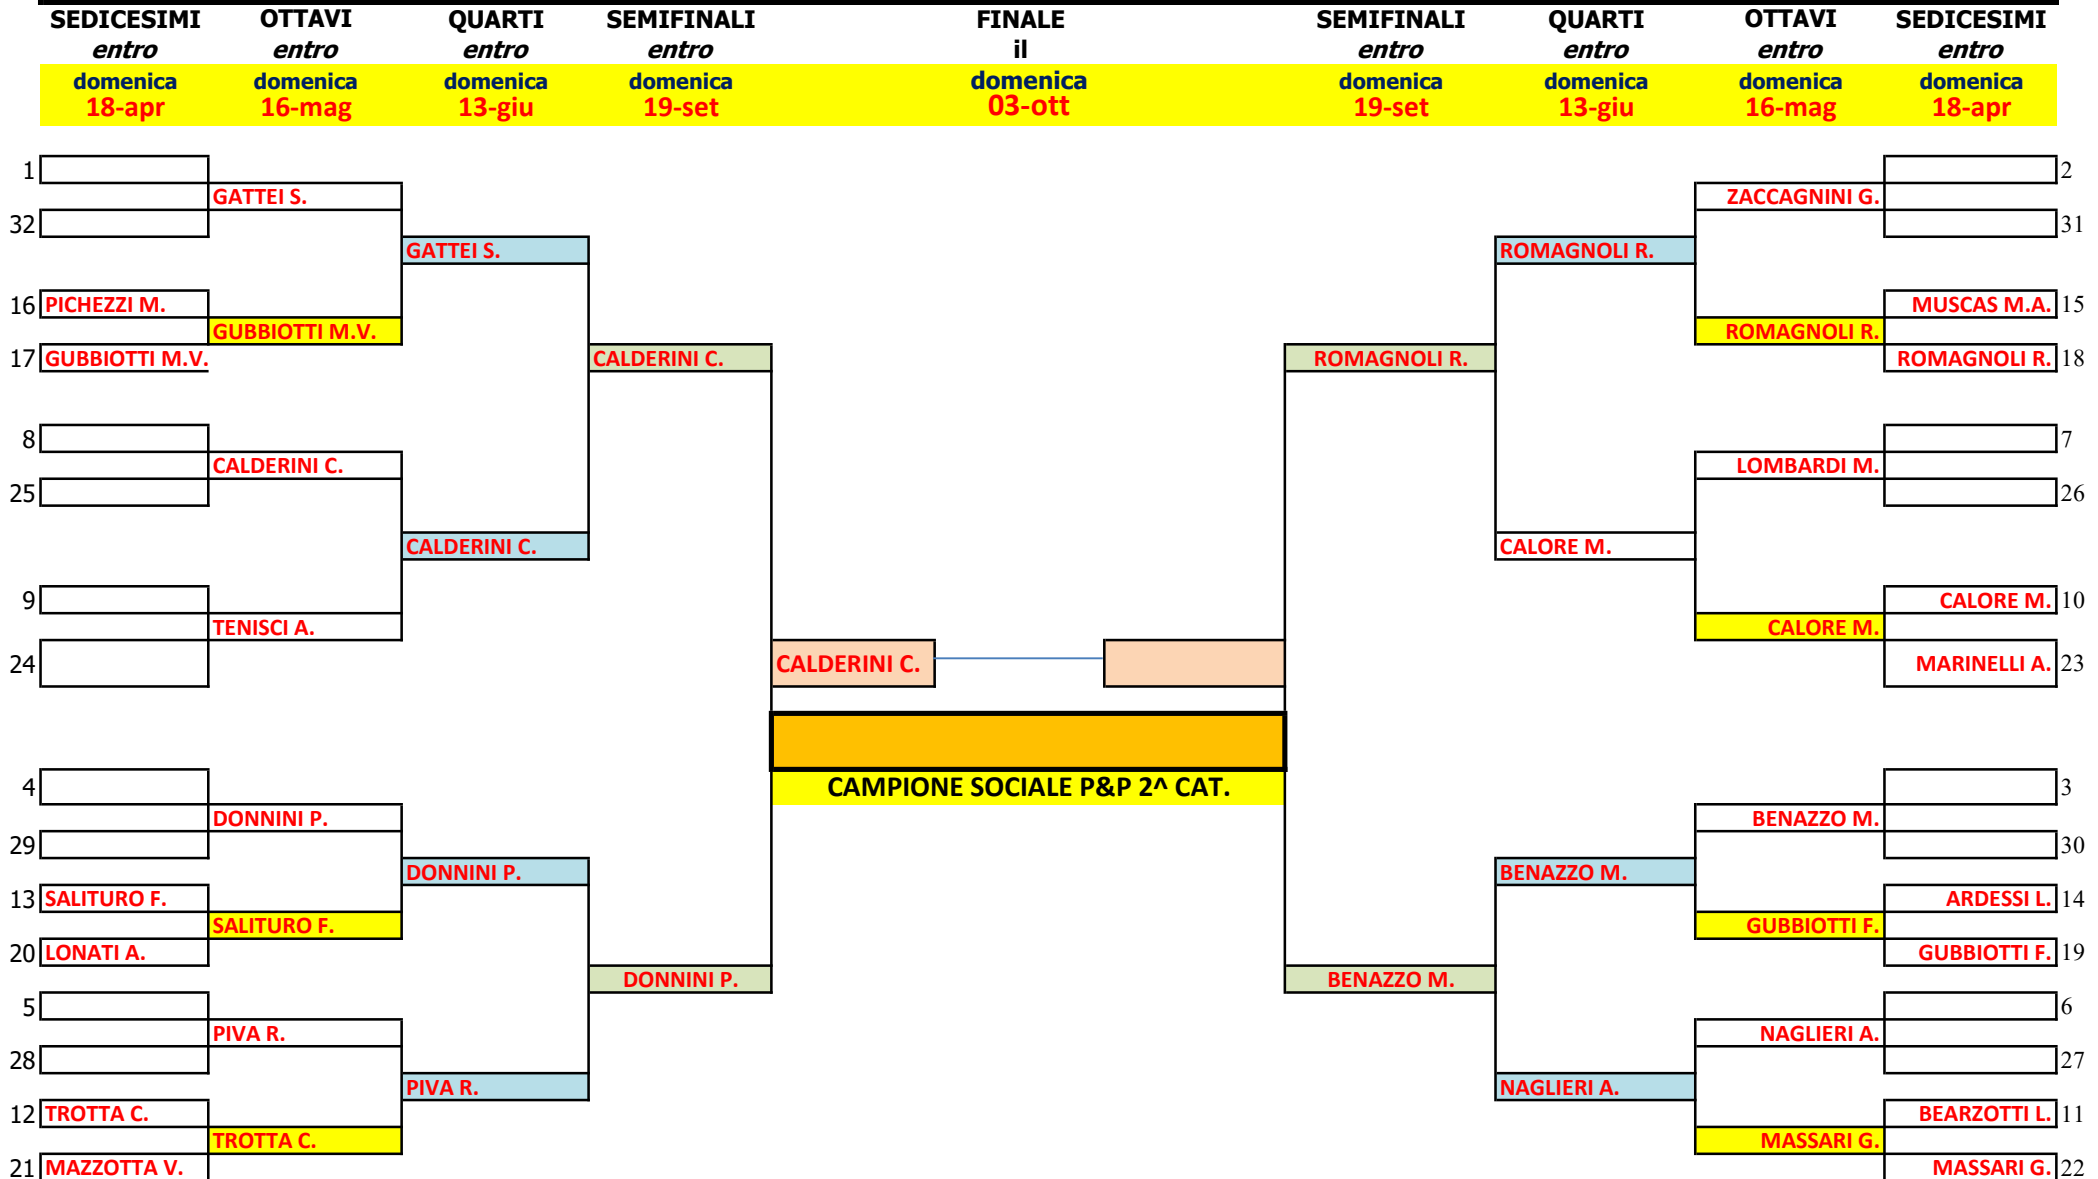 SEDICESIMI OTTAVI QUARTI SEMIFINALI FINALE SEMIFINALI QUARTI OTTAVI SEDICESIMI
entro entro entro entro il entro entro entro entro
domenica domenica domenica domenica domenica domenica domenica domenica domenica
18-apr 16-mag 13-giu 19-set 03-ott 19-set 13-giu 16-mag 18-apr
1 2
GATTEI S. ZACCAGNINI G.
32 31
GATTEI S. ROMAGNOLI R.
16 PICHEZZI M. MUSCAS M.A. 15
GUBBIOTTI M.V. ROMAGNOLI R.
17 GUBBIOTTI M.V. CALDERINI C. ROMAGNOLI R. ROMAGNOLI R. 18
8 7
CALDERINI C. LOMBARDI M.
25 26
CALDERINI C. CALORE M.
9 CALORE M. 10
TENISCI A. CALORE M.
24 CALDERINI C. MARINELLI A. 23
4 CAMPIONE SOCIALE P&P 2^ CAT. 3
DONNINI P. BENAZZO M.
29 30
DONNINI P. BENAZZO M.
13 SALITURO F. ARDESSI L. 14
SALITURO F. GUBBIOTTI F.
20 LONATI A. GUBBIOTTI F. 19
DONNINI P. BENAZZO M.
5 6
PIVA R. NAGLIERI A.
28 27
PIVA R. NAGLIERI A.
12 TROTTA C. BEARZOTTI L. 11
TROTTA C. MASSARI G.
21 MAZZOTTA V. MASSARI G. 22